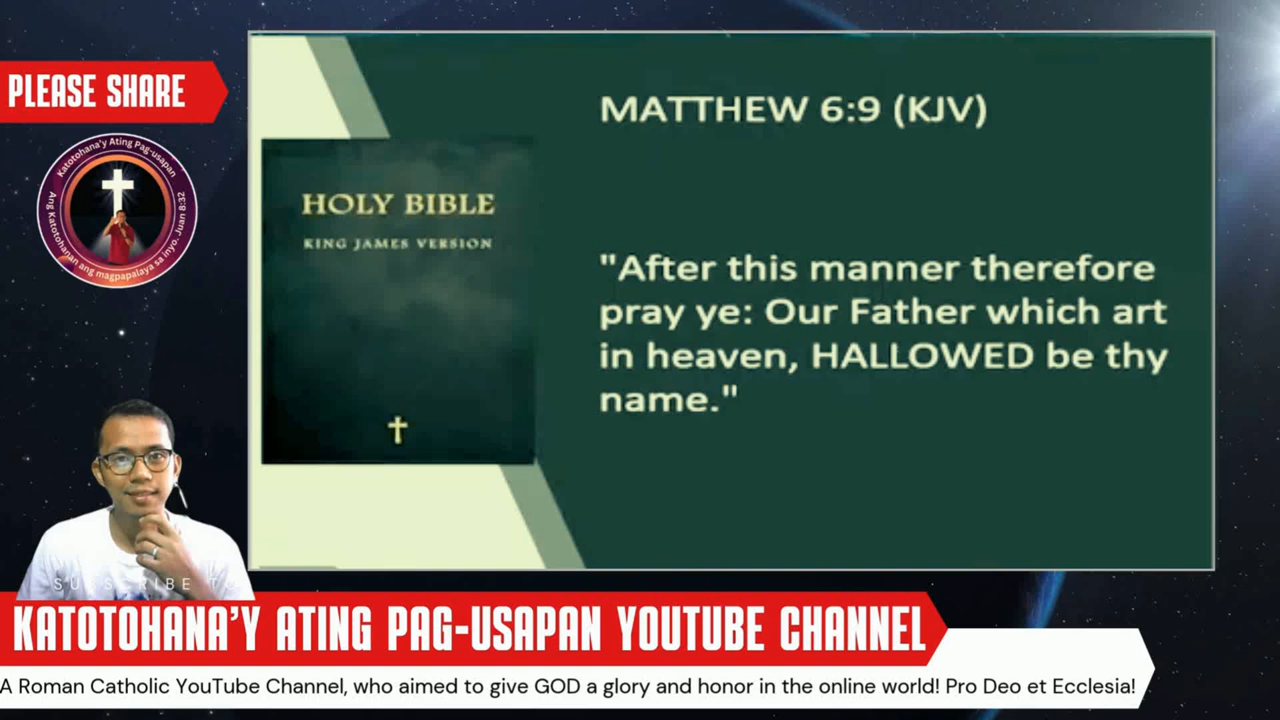 PLEASE SHARE
Katotohana'y Ating Pag-usapan
Ang Katotohanan ang magpapalaya sa inyo. Juan 8:32
MATTHEW 6:9 (KJV)
HOLY BIBLE
KING JAMES VERSION
"After this manner therefore
pray ye: Our Father which art
in heaven, HALLOWED be thy
name."
SUBSCRIBE TO
KATOTOHANA'Y ATING PAG-USAPAN YOUTUBE CHANNEL
A Roman Catholic YouTube Channel, who aimed to give GOD a glory and honor in the online world! Pro Deo et Ecclesia!